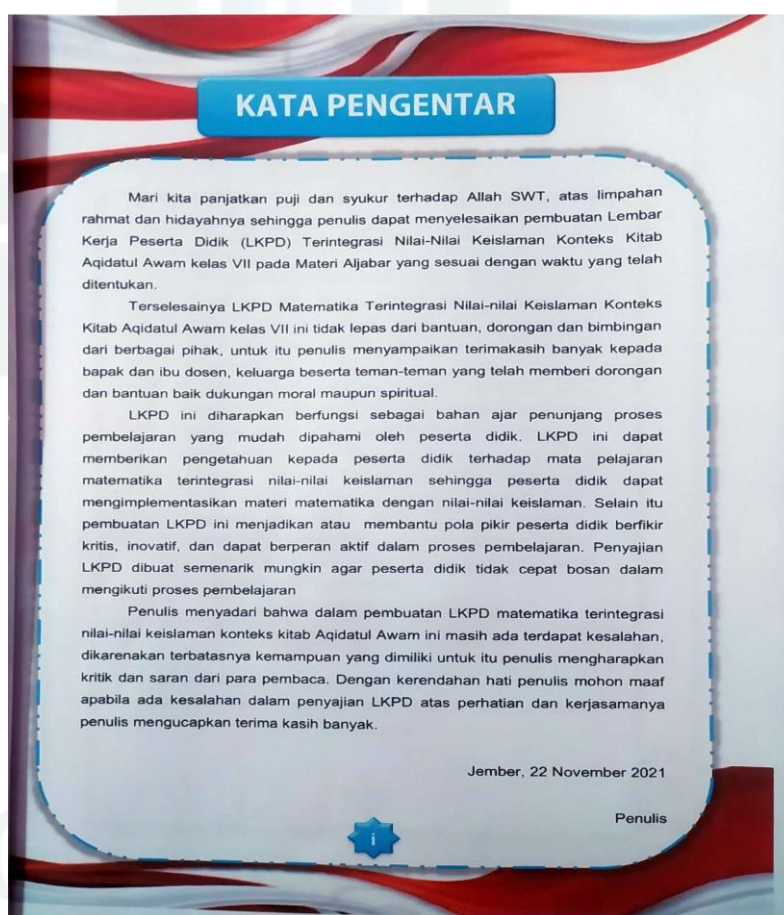 KATA PENGENTAR
Mari kita panjatkan puji dan syukur terhadap Allah SWT, atas limpahan
rahmat dan hidayahnya sehingga penulis dapat menyelesaikan pembuatan Lembar
Kerja Peserta Didik (LKPD) Terintegrasi Nilai-Nilai Keislaman Konteks Kitab
Aqidatul Awam kelas VII pada Materi Aljabar yang sesuai dengan waktu yang telah
ditentukan.
Terselesainya LKPD Matematika Terintegrasi Nilai-nilai Keislaman Konteks
Kitab Aqidatul Awam kelas VII ini tidak lepas dari bantuan, dorongan dan bimbingan
dari berbagai pihak, untuk itu penulis menyampaikan terimakasih banyak kepada
bapak dan ibu dosen, keluarga beserta teman-teman yang telah memberi dorongan
dan bantuan baik dukungan moral maupun spiritual.
LKPD ini diharapkan berfungsi sebagai bahan ajar penunjang proses
pembelajaran yang mudah dipahami oleh peserta didik. LKPD ini dapat
memberikan pengetahuan kepada peserta didik terhadap mata pelajaran
matematika terintegrasi nilai-nilai keislaman sehingga peserta didik dapat
mengimplementasikan materi matematika dengan nilai-nilai keislaman. Selain itu
pembuatan LKPD ini menjadikan atau membantu pola pikir peserta didik berfikir
kritis, inovatif, dan dapat berperan aktif dalam proses pembelajaran. Penyajian
LKPD dibuat semenarik mungkin agar peserta didik tidak cepat bosan dalam
mengikuti proses pembelajaran
Penulis menyadari bahwa dalam pembuatan LKPD matematika terintegrasi
nilai-nilai keislaman konteks kitab Aqidatul Awam ini masih ada terdapat kesalahan,
dikarenakan terbatasnya kemampuan yang dimiliki untuk itu penulis mengharapkan
kritik dan saran dari para pembaca. Dengan kerendahan hati penulis mohon maaf
apabila ada kesalahan dalam penyajian LKPD atas perhatian dan kerjasamanya
penulis mengucapkan terima kasih banyak.
Jember, 22 November 2021
Penulis
i